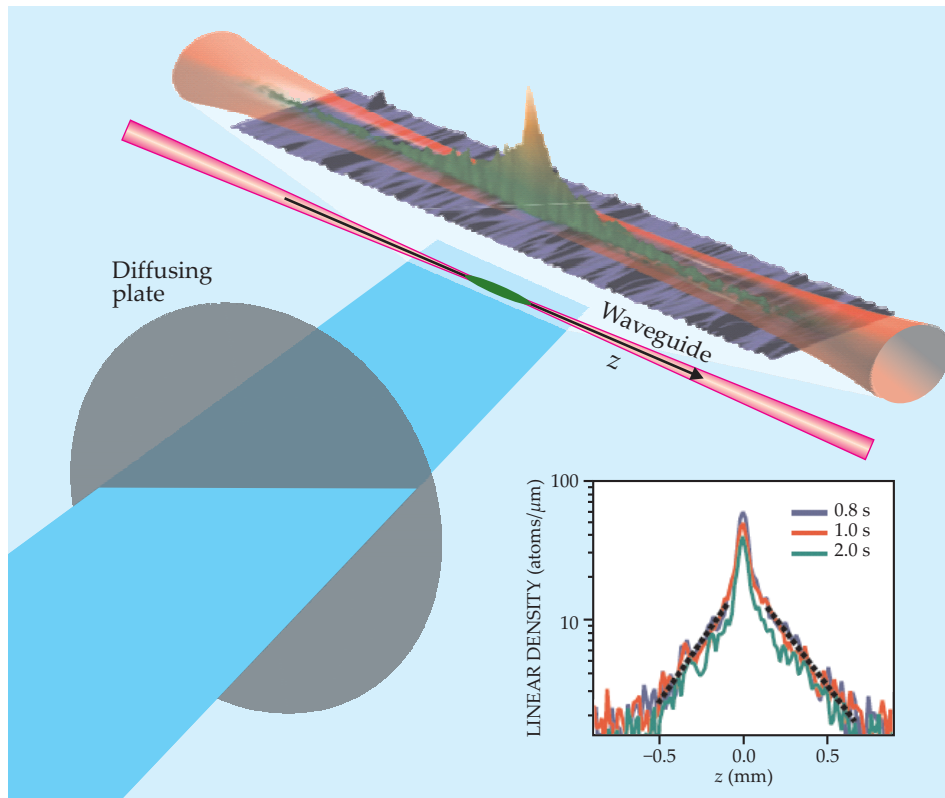 Diffusing
plate
Waveguide
z
LINEAR DENSITY (atoms/μm)
100
10
0.8 s
1.0 s
2.0 s
−0.5
0.0
0.5
z (mm)